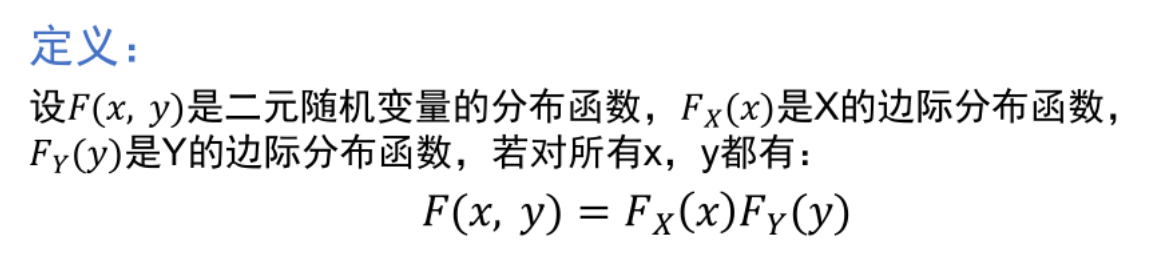 定义：
设F(x, y)是二元随机变量的分布函数，F_X(x)是X的边际分布函数，
F_Y(y)是Y的边际分布函数，若对所有x，y都有：
F(x, y) = F_X(x)F_Y(y)